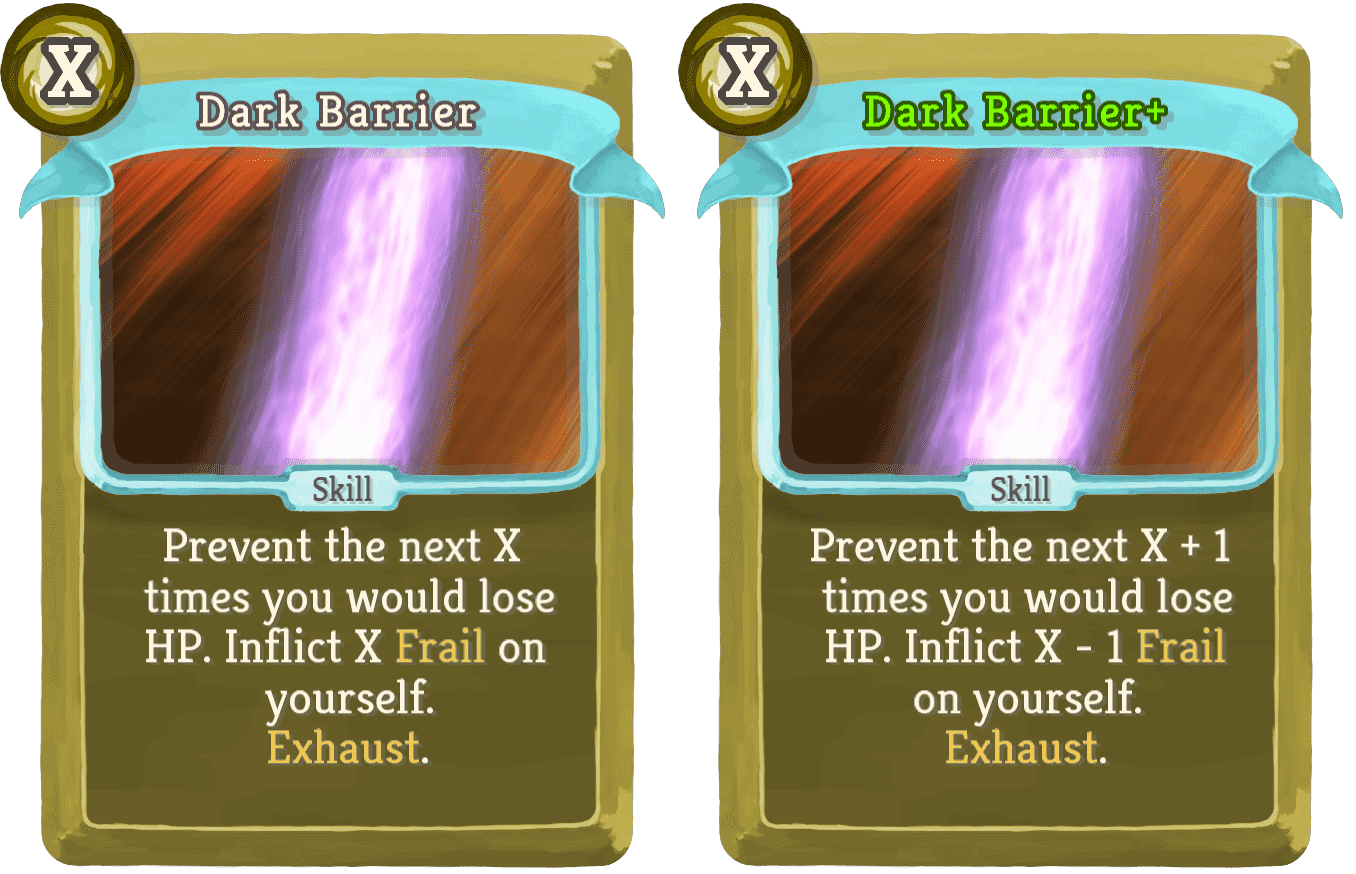 X
Dark Barrier
Skill
Prevent the next X
times you would lose
HP. Inflict X Frail on
yourself.
Exhaust.
X
Dark Barrier+
Skill
Prevent the next X + 1
times you would lose
HP. Inflict X - 1 Frail
on yourself.
Exhaust.